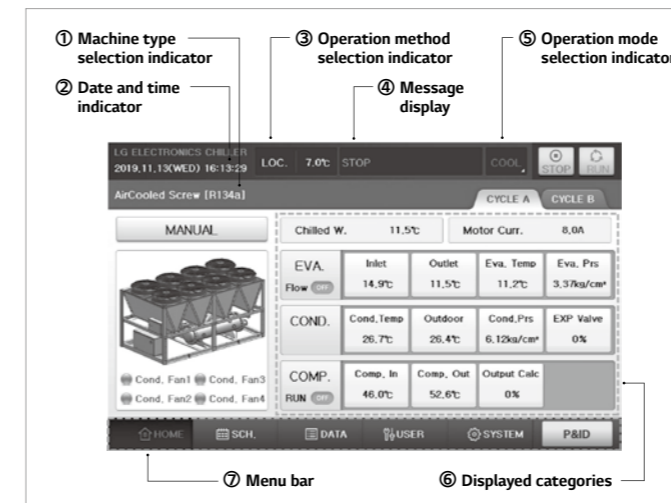 ① Machine type
selection indicator
② Date and time
indicator
③ Operation method
selection indicator
④ Message
display
⑤ Operation mode
selection indicator
LG ELECTRONICS CHILLER
2019,11,13(WED) 16:13:29
LOC. 7.0℃ STOP COOL
STOP RUN
AirCooled Screw [R134a]
CYCLE A CYCLE B
MANUAL
Chilled W. 11,5℃ Motor Curr. 8,0A
EVA.
Flow OFF
Inlet Outlet Eva. Temp Eva. Prs
14,9℃ 11,5℃ 11,2℃ 3,37kg/cm²
COND.
Cond,Temp Outdoor Cond,Prs EXP Valve
26,7℃ 26,4℃ 6,12kg/cm² 0%
COMP.
RUN OFF
Comp, In Comp, Out Output Calc
46,0℃ 52,6℃ 0%
Cond, Fan1 Cond, Fan3
Cond, Fan2 Cond, Fan4
HOME SCH, DATA USER SYSTEM P&ID
⑦ Menu bar
⑥ Displayed categories